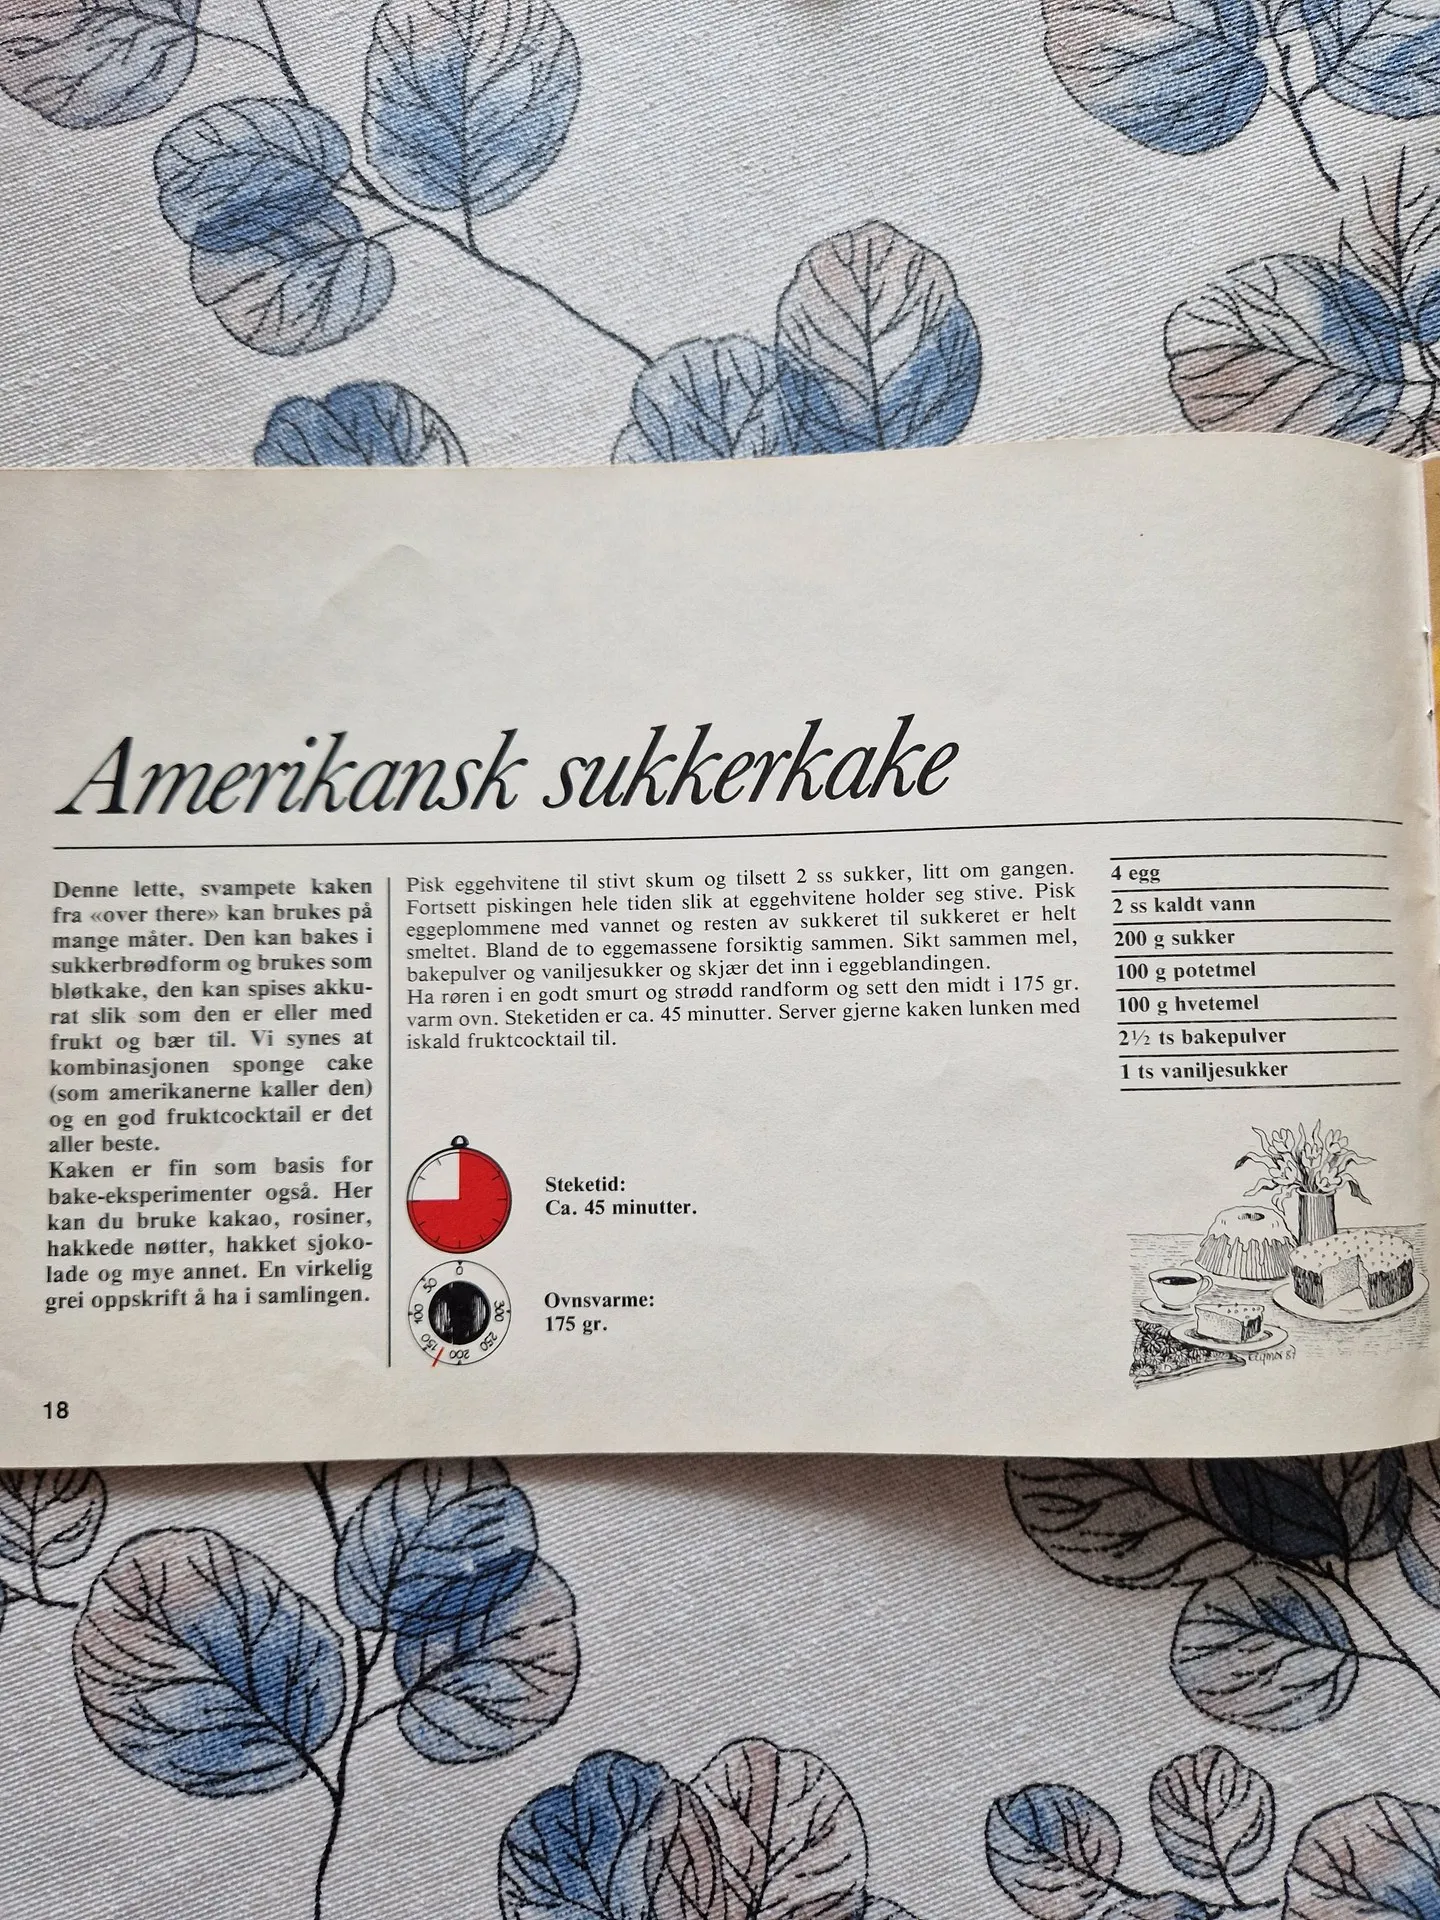 Amerikansk sukkerkake
Denne lette, svampete kaken
fra «over there» kan brukes på
mange måter. Den kan bakes i
sukkerbrødform og brukes som
bløtkake, den kan spises akku-
rat slik som den er eller med
frukt og bær til. Vi synes at
kombinasjonen sponge cake
(som amerikanerne kaller den)
og en god fruktcocktail er det
aller beste.
Kaken er fin som basis for
bake-eksperimenter også. Her
kan du bruke kakao, rosiner,
hakkede nøtter, hakket sjoko-
lade og mye annet. En virkelig
grei oppskrift å ha i samlingen.
Pisk eggehvitene til stivt skum og tilsett 2 ss sukker, litt om gangen.
Fortsett piskingen hele tiden slik at eggehvitene holder seg stive. Pisk
eggeplommene med vannet og resten av sukkeret til sukkeret er helt
smeltet. Bland de to eggemassene forsiktig sammen. Sikt sammen mel,
bakepulver og vaniljesukker og skjær det inn i eggeblandingen.
Ha røren i en godt smurt og strødd randform og sett den midt i 175 gr.
varm ovn. Steketiden er ca. 45 minutter. Server gjerne kaken lunken med
iskald fruktcocktail til.
4 egg
2 ss kaldt vann
200 g sukker
100 g potetmel
100 g hvetemel
2½ ts bakepulver
1 ts vaniljesukker
Steketid:
Ca. 45 minutter.
0
50
100
150
200
250
300
Ovnsvarme:
175 gr.
18